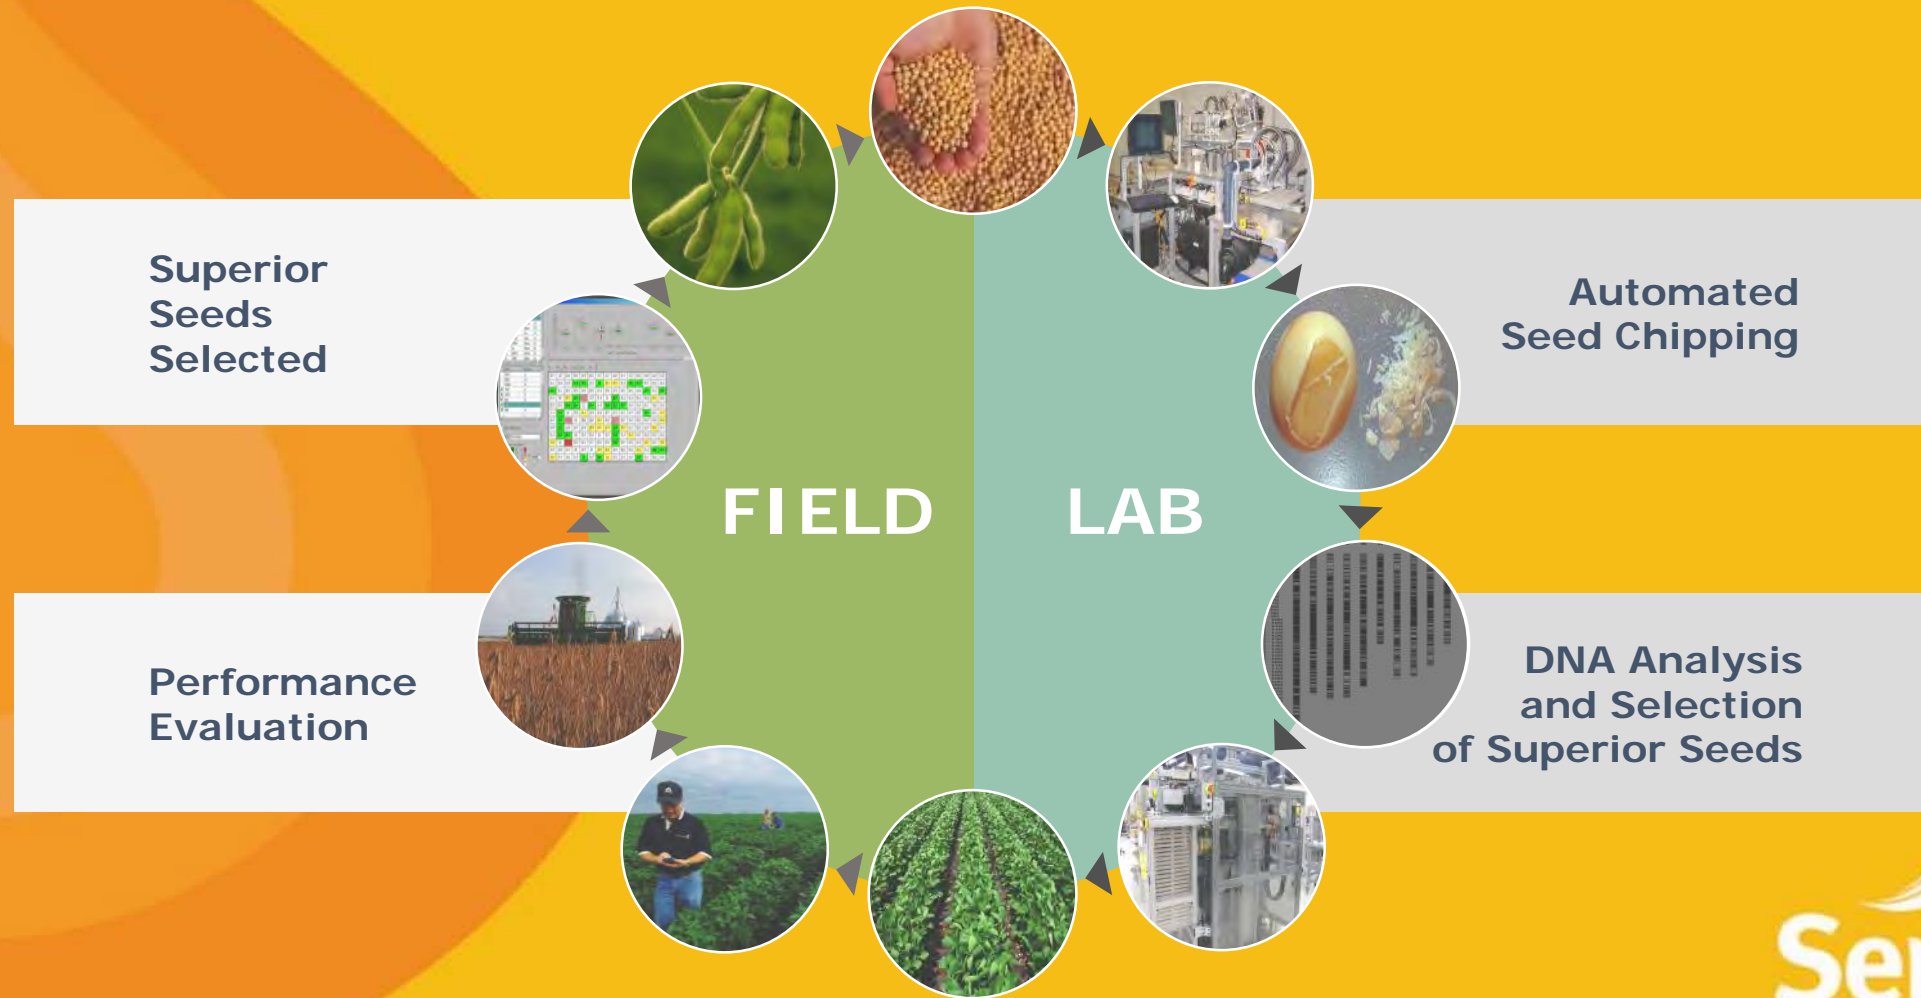 Superior
Seeds
Selected
Automated
Seed Chipping
FIELD
LAB
Performance
Evaluation
DNA Analysis
and Selection
of Superior Seeds